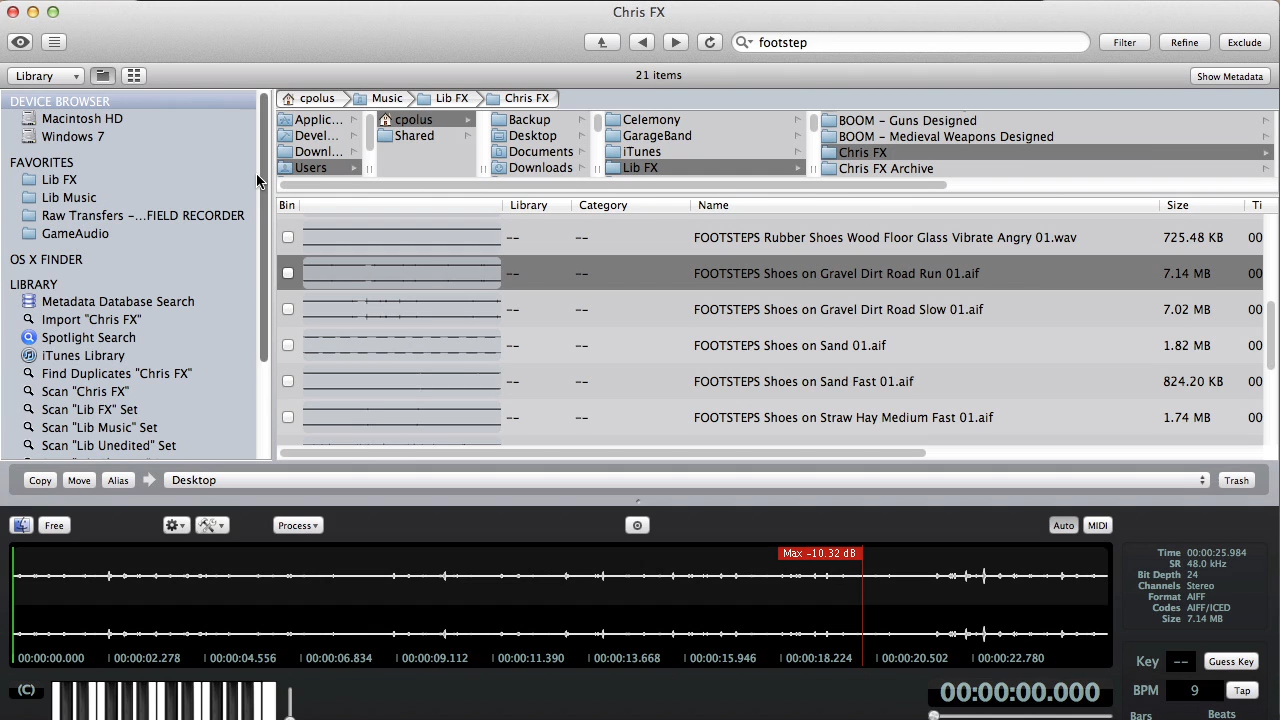 Chris FX
footstep
Filter
Refine
Exclude
Library
21 items
Show Metadata
DEVICE BROWSER
Macintosh HD
Windows 7
FAVORITES
Lib FX
Lib Music
Raw Transfers -...FIELD RECORDER
GameAudio
OS X FINDER
LIBRARY
Metadata Database Search
Import "Chris FX"
Spotlight Search
iTunes Library
Find Duplicates "Chris FX"
Scan "Chris FX"
Scan "Lib FX" Set
Scan "Lib Music" Set
Scan "Lib Unedited" Set
cpolus Music Lib FX Chris FX
Applic... cpolus Backup Celemony BOOM - Guns Designed
Devel... Shared Desktop GarageBand BOOM - Medieval Weapons Designed
Downl... Documents iTunes Chris FX
Users Downloads Lib FX Chris FX Archive
Bin Library Category Name Size Ti
-- -- FOOTSTEPS Rubber Shoes Wood Floor Glass Vibrate Angry 01.wav 725.48 KB 00
-- -- FOOTSTEPS Shoes on Gravel Dirt Road Run 01.aif 7.14 MB 00
-- -- FOOTSTEPS Shoes on Gravel Dirt Road Slow 01.aif 7.02 MB 00
-- -- FOOTSTEPS Shoes on Sand 01.aif 1.82 MB 00
-- -- FOOTSTEPS Shoes on Sand Fast 01.aif 824.20 KB 00
-- -- FOOTSTEPS Shoes on Straw Hay Medium Fast 01.aif 1.74 MB 00
Copy Move Alias Desktop Trash
Free Process Auto MIDI
Max -10.32 dB
00:00:00.000 00:00:02.278 00:00:04.556 00:00:06.834 00:00:09.112 00:00:11.390 00:00:13.668 00:00:15.946 00:00:18.224 00:00:20.502 00:00:22.780
Time 00:00:25.984
SR 48.0 kHz
Bit Depth 24
Channels Stereo
Format AIFF
Codes AIFF/ICED
Size 7.14 MB
Key -- Guess Key
(C)
00:00:00.000
BPM 9 Tap
Bars Beats